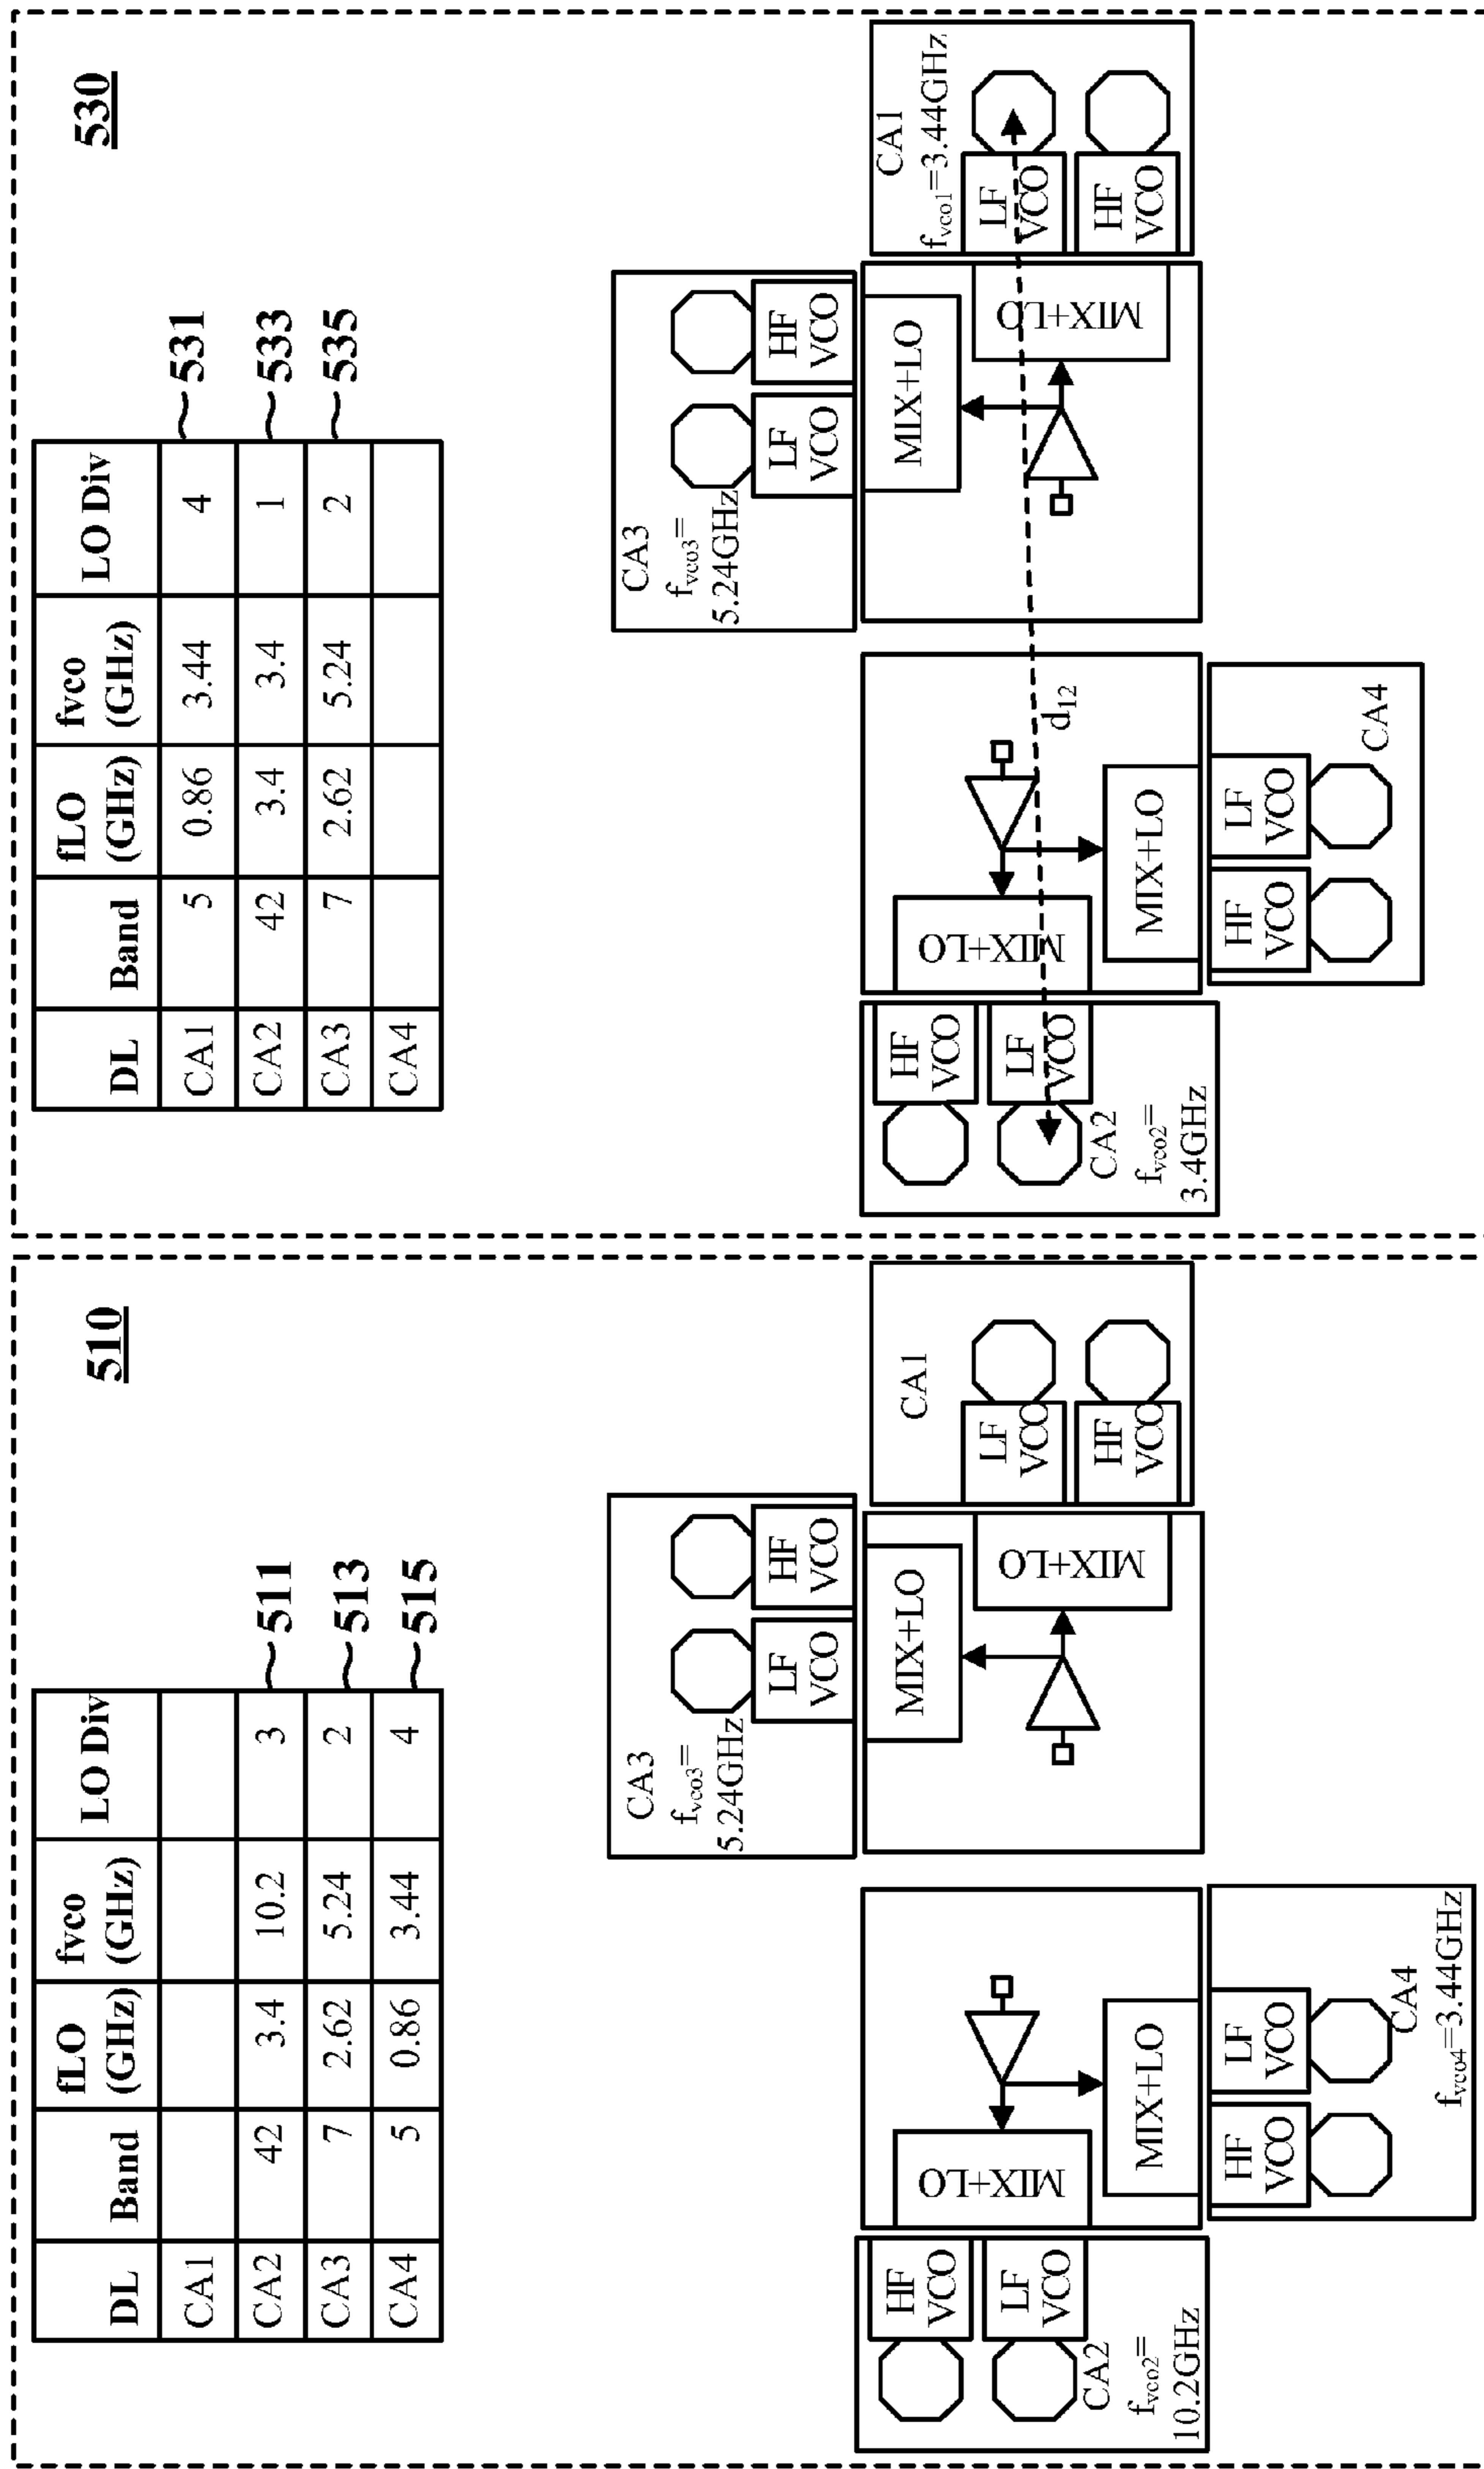 510
DL Band fLO (GHz) fvco (GHz) LO Div
CA1
CA2 42 3.4 10.2 3 511
CA3 7 2.62 5.24 2 513
CA4 5 0.86 3.44 4 515
CA3
fvco3=
5.24GHz
LF VCO
HF VCO
HF VCO
LF VCO
CA2
fvco2=
10.2GHz
MIX+LO
MIX+LO
MIX+LO
MIX+LO
CA1
LF VCO
HF VCO
HF VCO
LF VCO
CA4
fvco4=3.44GHz
530
DL Band fLO (GHz) fvco (GHz) LO Div
CA1 5 0.86 3.44 4 531
CA2 42 3.4 3.4 1 533
CA3 7 2.62 5.24 2 535
CA4
CA3
fvco3=
5.24GHz
LF VCO
HF VCO
HF VCO
LF VCO
CA2
fvco2=
3.4GHz
MIX+LO
MIX+LO
d12
MIX+LO
MIX+LO
CA1
fvco1=3.44GHz
LF VCO
HF VCO
HF VCO
LF VCO
CA4